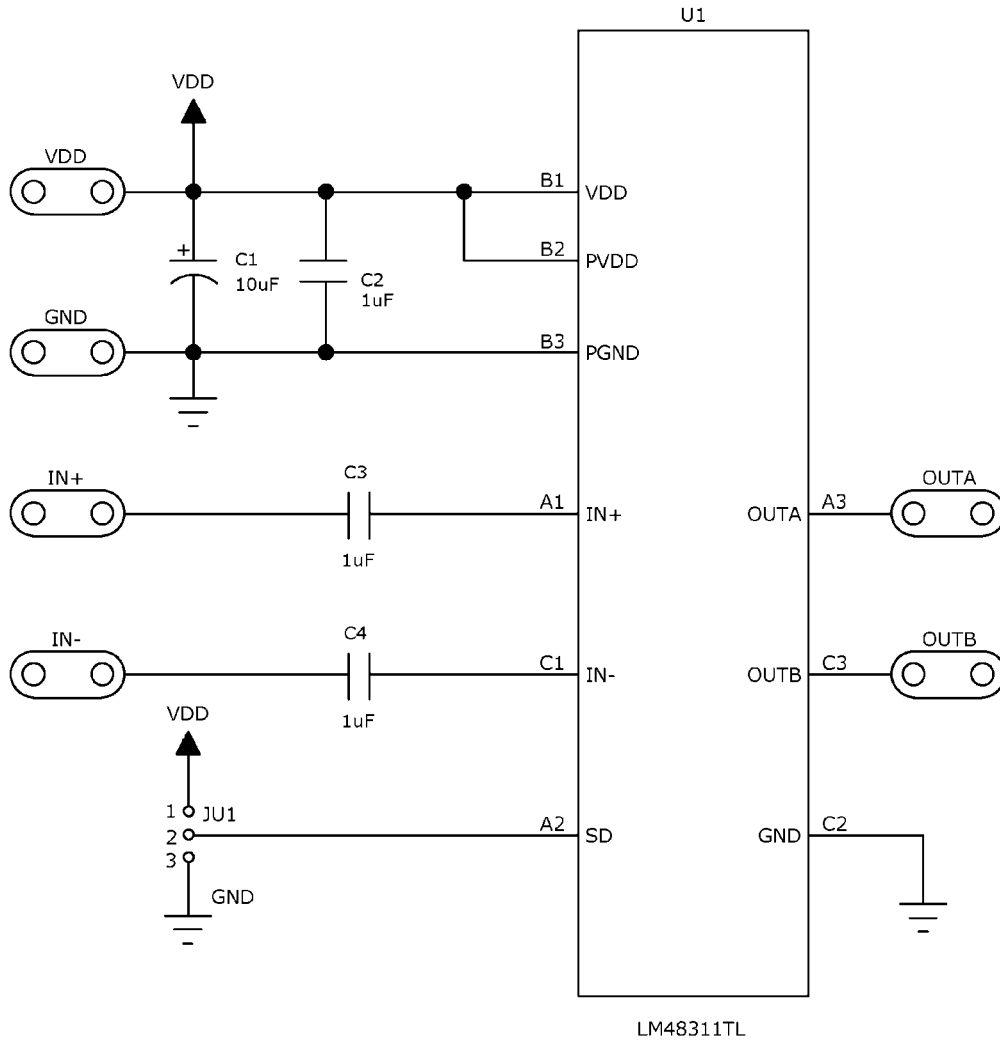 U1
VDD
VDD
B1
VDD
B2
PVDD
+
C1
10uF
C2
1uF
GND
B3
PGND
IN+
C3
A1
IN+
1uF
OUTA
A3
OUTA
IN-
C4
C1
IN-
1uF
OUTB
C3
OUTB
VDD
1
JU1
2
3
GND
A2
SD
GND
C2
LM48311TL